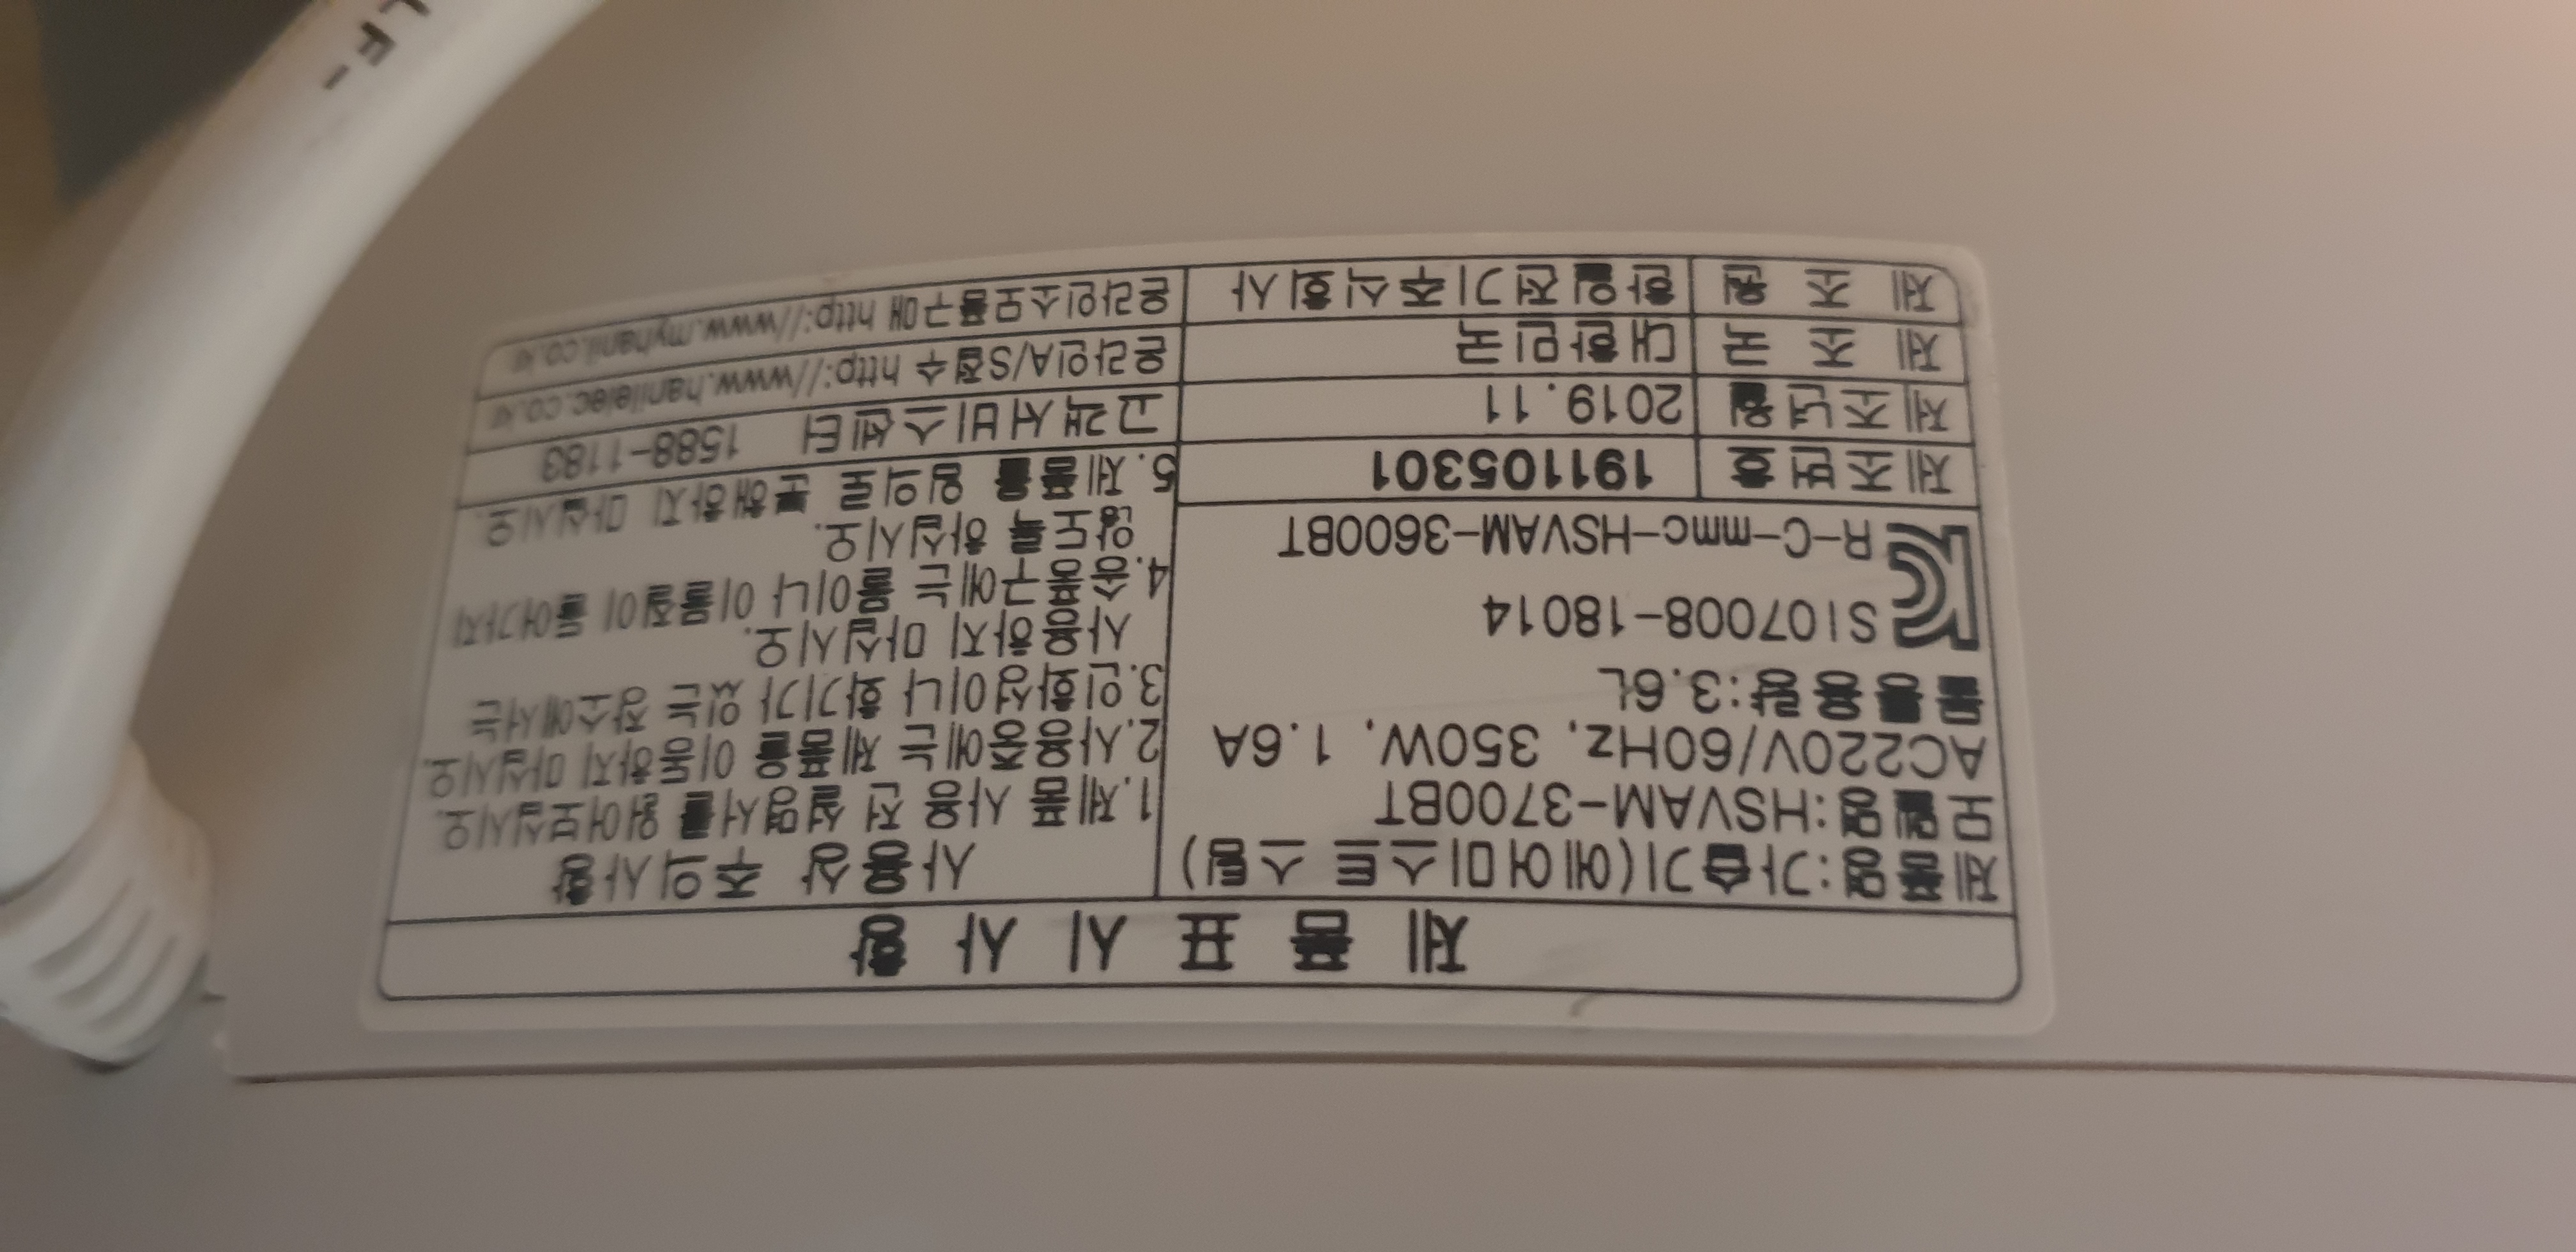 제 품 표 시 사 항
제품명:가습기(에어미스트 스팀)
모델명:HSVAM-3700BT
AC220V/60Hz, 350W, 1.6A
물통용량:3.6L
SI07008-18014
R-C-mmc-HSVAM-3600BT
제조번호 191105301
제조년월 2019.11
제 조 국 대한민국
제 조 원 한일전기주식회사
사용상 주의사항
1.제품 사용 전 설명서를 읽어보십시오.
2.사용중에는 제품을 이동하지 마십시오.
3.인화성이나 화기가 있는 장소에서는
사용하지 마십시오.
4.송풍구에는 물이나 이물질이 들어가지
않도록 하십시오.
5.제품을 임의로 분해하지 마십시오.
고객서비스센터 1588-1183
온라인A/S접수 http://www.hanilelec.co.kr
온라인소모품구매 http://www.myhanil.co.kr
LF-